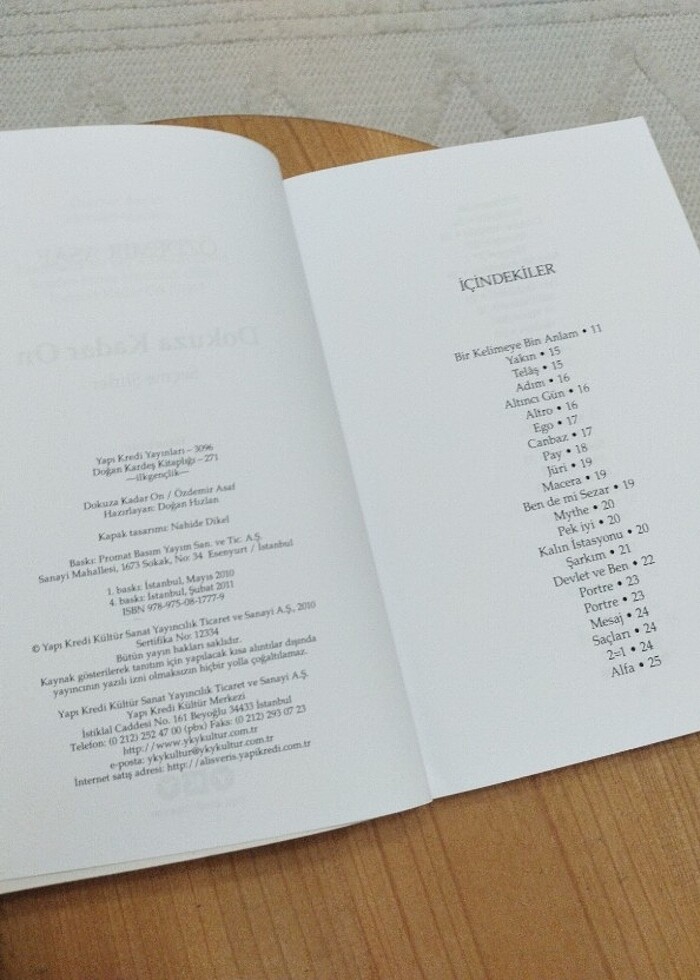 Yapı Kredi Yayınları – 3096
Doğan Kardeş Kitaplığı – 271
—ilkgençlik—
Dokuza Kadar On / Özdemir Asaf
Hazırlayan: Doğan Hızlan
Kapak tasarımı: Nahide Dikel
Baskı: Promat Basım Yayım San. ve Tic. A.Ş.
Sanayi Mahallesi, 1673 Sokak, No: 34 Esenyurt / İstanbul
1. baskı: İstanbul, Mayıs 2010
4. baskı: İstanbul, Şubat 2011
ISBN 978-975-08-1777-9
© Yapı Kredi Kültür Sanat Yayıncılık Ticaret ve Sanayi A.Ş., 2010
Sertifika No: 12334
Bütün yayın hakları saklıdır.
Kaynak gösterilerek tanıtım için yapılacak kısa alıntılar dışında
yayıncının yazılı izni olmaksızın hiçbir yolla çoğaltılamaz.
Yapı Kredi Kültür Sanat Yayıncılık Ticaret ve Sanayi A.Ş.
Yapı Kredi Kültür Merkezi
İstiklal Caddesi No. 161 Beyoğlu 34433 İstanbul
Telefon: (0 212) 252 47 00 (pbx) Faks: (0 212) 293 07 23
http://www.ykykultur.com.tr
e-posta: ykykultur@ykykultur.com.tr
İnternet satış adresi: http://alisveris.yapikredi.com.tr
İÇİNDEKİLER
Bir Kelimeye Bin Anlam • 11
Yakın • 15
Telâş • 15
Adım • 16
Altıncı Gün • 16
Altro • 16
Ego • 17
Canbaz • 17
Pay • 18
Jüri • 19
Macera • 19
Ben de mi Sezar • 19
Mythe • 20
Pek iyi • 20
Kalın İstasyonu • 20
Şarkım • 21
Devlet ve Ben • 22
Portre • 23
Portre • 23
Mesaj • 24
Saçları • 24
2=1 • 24
Alfa • 25